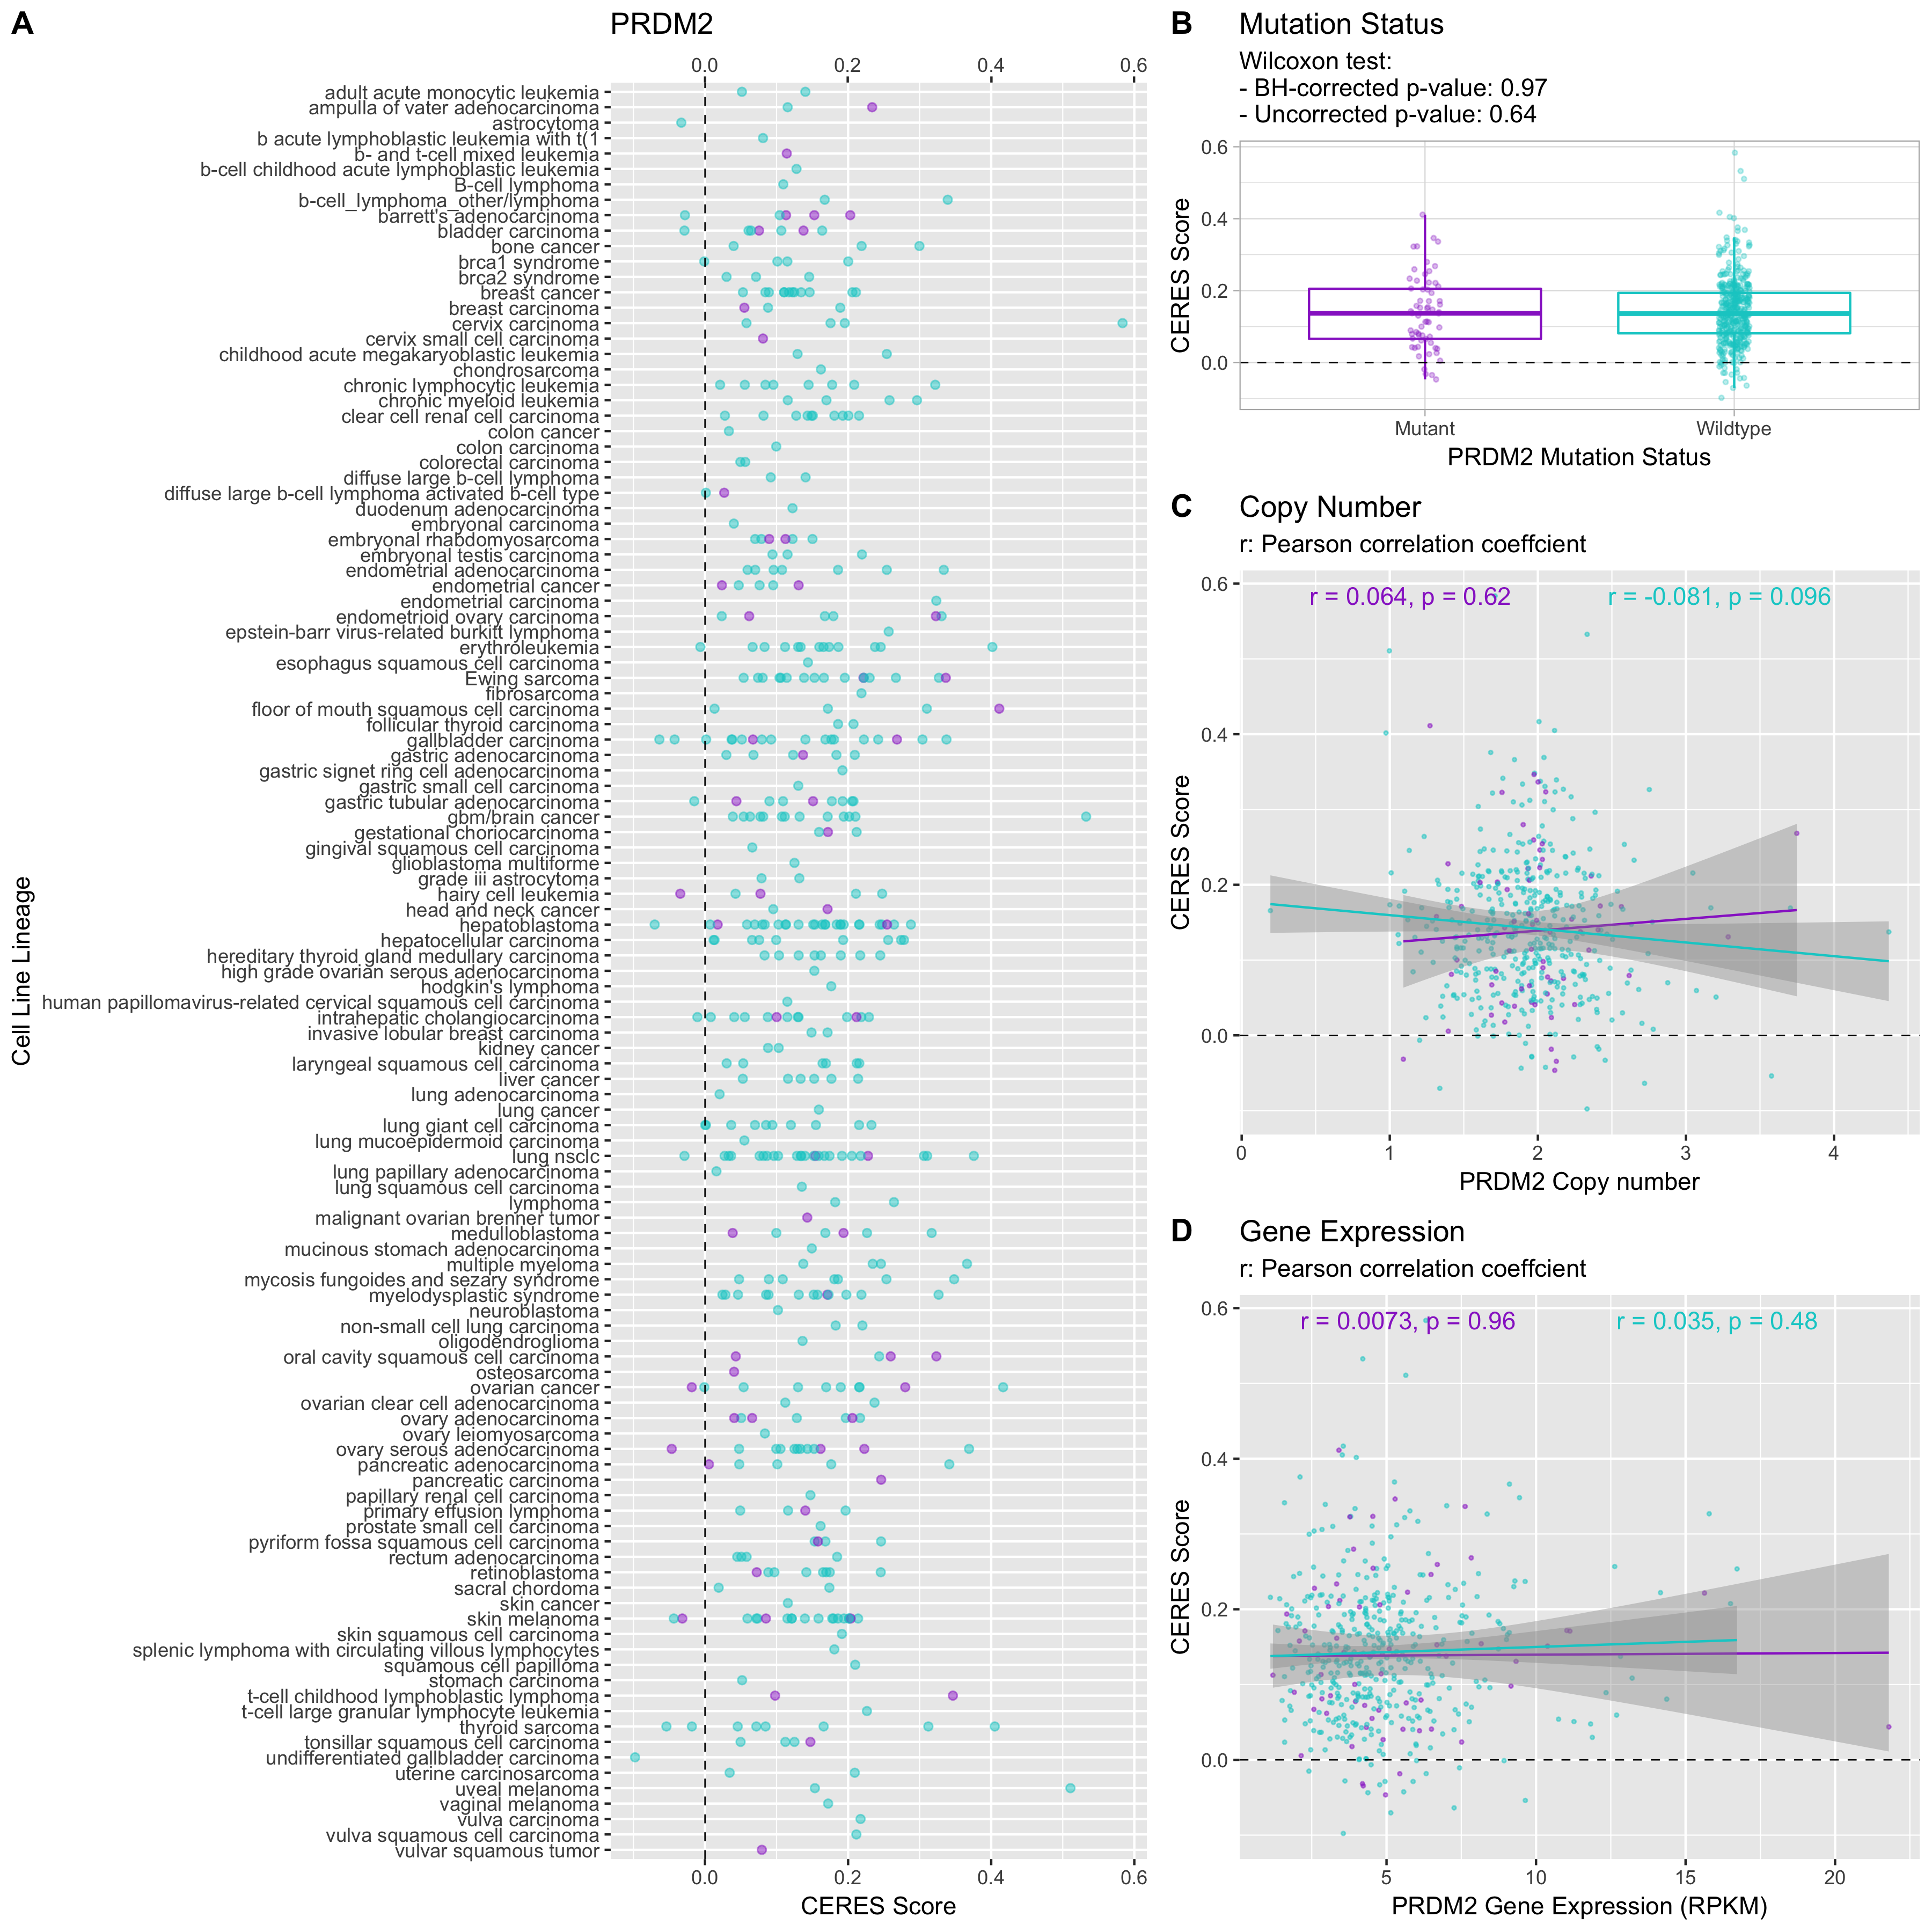 A
PRDM2
0.0 0.2 0.4 0.6
Cell Line Lineage
adult acute monocytic leukemia
ampulla of vater adenocarcinoma
astrocytoma
b acute lymphoblastic leukemia with t(1
b- and t-cell mixed leukemia
b-cell childhood acute lymphoblastic leukemia
B-cell lymphoma
b-cell_lymphoma_other/lymphoma
barrett's adenocarcinoma
bladder carcinoma
bone cancer
brca1 syndrome
brca2 syndrome
breast cancer
breast carcinoma
cervix carcinoma
cervix small cell carcinoma
childhood acute megakaryoblastic leukemia
chondrosarcoma
chronic lymphocytic leukemia
chronic myeloid leukemia
clear cell renal cell carcinoma
colon cancer
colon carcinoma
colorectal carcinoma
diffuse large b-cell lymphoma
diffuse large b-cell lymphoma activated b-cell type
duodenum adenocarcinoma
embryonal carcinoma
embryonal rhabdomyosarcoma
embryonal testis carcinoma
endometrial adenocarcinoma
endometrial cancer
endometrial carcinoma
endometrioid ovary carcinoma
epstein-barr virus-related burkitt lymphoma
erythroleukemia
esophagus squamous cell carcinoma
Ewing sarcoma
fibrosarcoma
floor of mouth squamous cell carcinoma
follicular thyroid carcinoma
gallbladder carcinoma
gastric adenocarcinoma
gastric signet ring cell adenocarcinoma
gastric small cell carcinoma
gastric tubular adenocarcinoma
gbm/brain cancer
gestational choriocarcinoma
gingival squamous cell carcinoma
glioblastoma multiforme
grade iii astrocytoma
hairy cell leukemia
head and neck cancer
hepatoblastoma
hepatocellular carcinoma
hereditary thyroid gland medullary carcinoma
high grade ovarian serous adenocarcinoma
hodgkin's lymphoma
human papillomavirus-related cervical squamous cell carcinoma
intrahepatic cholangiocarcinoma
invasive lobular breast carcinoma
kidney cancer
laryngeal squamous cell carcinoma
liver cancer
lung adenocarcinoma
lung cancer
lung giant cell carcinoma
lung mucoepidermoid carcinoma
lung nsclc
lung papillary adenocarcinoma
lung squamous cell carcinoma
lymphoma
malignant ovarian brenner tumor
medulloblastoma
mucinous stomach adenocarcinoma
multiple myeloma
mycosis fungoides and sezary syndrome
myelodysplastic syndrome
neuroblastoma
non-small cell lung carcinoma
oligodendroglioma
oral cavity squamous cell carcinoma
osteosarcoma
ovarian cancer
ovarian clear cell adenocarcinoma
ovary adenocarcinoma
ovary leiomyosarcoma
ovary serous adenocarcinoma
pancreatic adenocarcinoma
pancreatic carcinoma
papillary renal cell carcinoma
primary effusion lymphoma
prostate small cell carcinoma
pyriform fossa squamous cell carcinoma
rectum adenocarcinoma
retinoblastoma
sacral chordoma
skin cancer
skin melanoma
skin squamous cell carcinoma
splenic lymphoma with circulating villous lymphocytes
squamous cell papilloma
stomach carcinoma
t-cell childhood lymphoblastic lymphoma
t-cell large granular lymphocyte leukemia
thyroid sarcoma
tonsillar squamous cell carcinoma
undifferentiated gallbladder carcinoma
uterine carcinosarcoma
uveal melanoma
vaginal melanoma
vulva carcinoma
vulva squamous cell carcinoma
vulvar squamous tumor
0.0 0.2 0.4 0.6
CERES Score
B
Mutation Status
Wilcoxon test:
- BH-corrected p-value: 0.97
- Uncorrected p-value: 0.64
CERES Score
0.6
0.4
0.2
0.0
Mutant Wildtype
PRDM2 Mutation Status
C
Copy Number
r: Pearson correlation coeffcient
r = 0.064, p = 0.62 r = -0.081, p = 0.096
CERES Score
0.6
0.4
0.2
0.0
0 1 2 3 4
PRDM2 Copy number
D
Gene Expression
r: Pearson correlation coeffcient
r = 0.0073, p = 0.96 r = 0.035, p = 0.48
CERES Score
0.6
0.4
0.2
0.0
5 10 15 20
PRDM2 Gene Expression (RPKM)